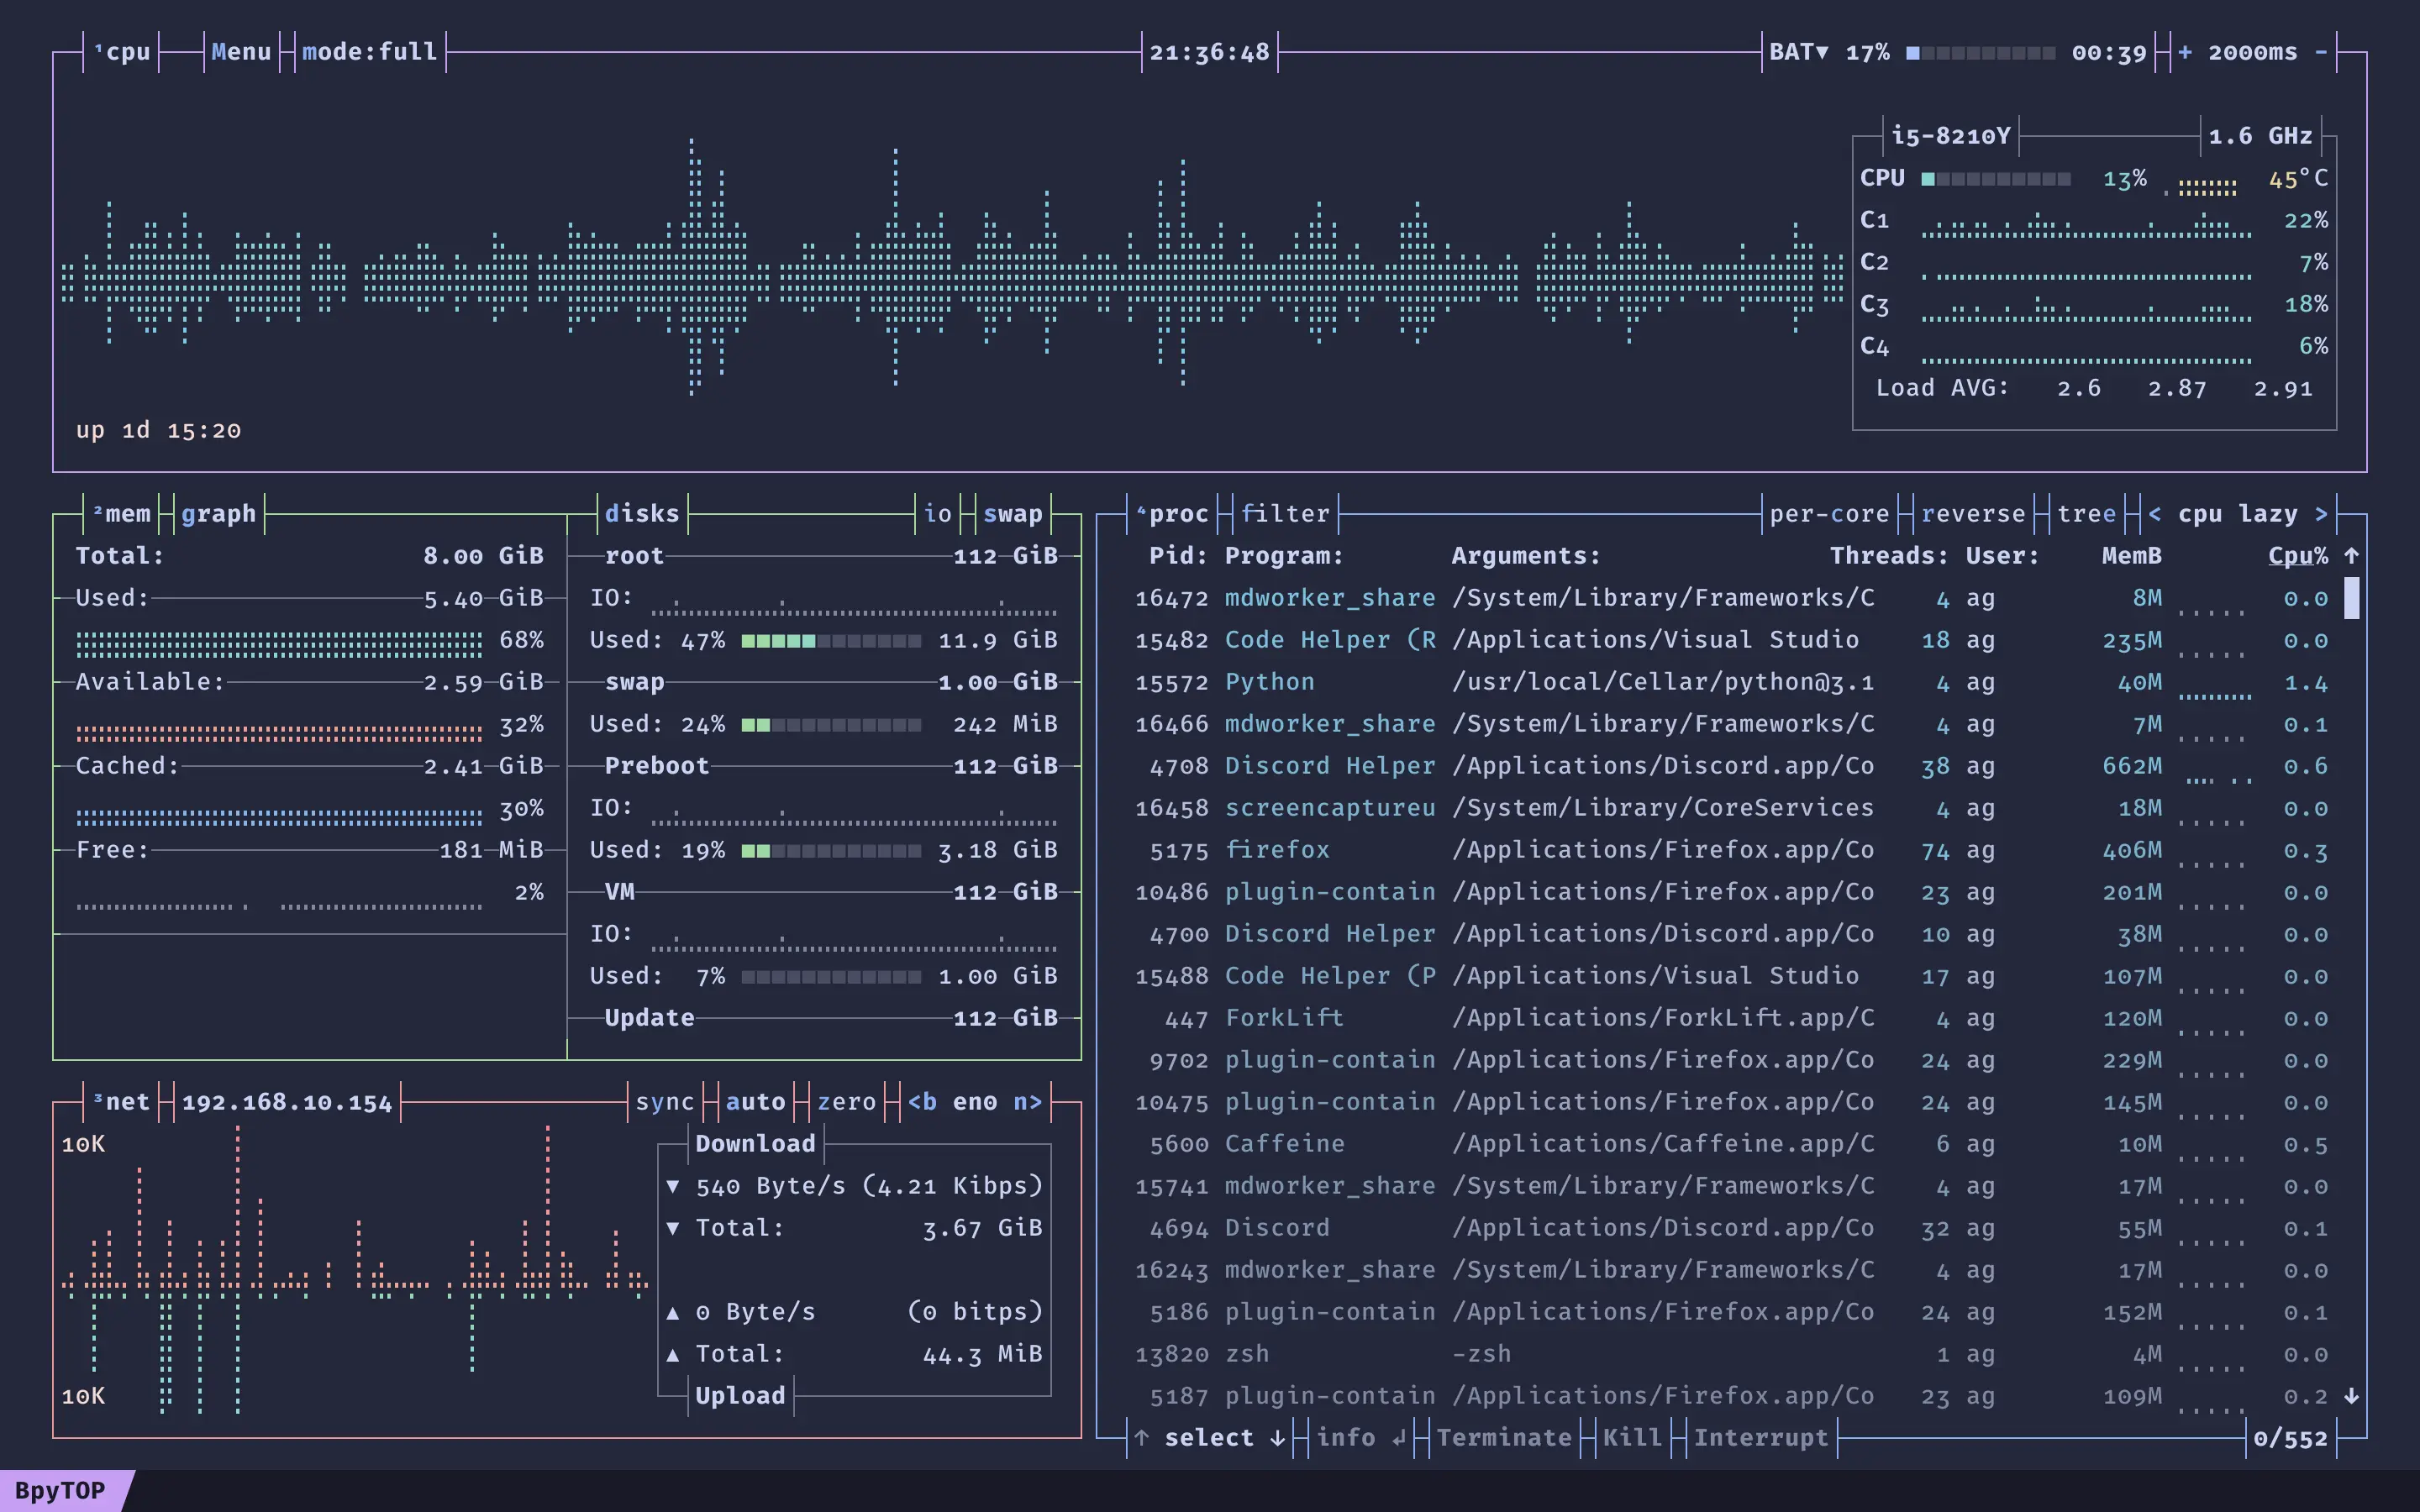 ¹cpu Menu mode:full 21:36:48 BAT▼ 17% 00:39 + 2000ms -
i5-8210Y 1.6 GHz
CPU 13% 45°C
C1 22%
C2 7%
C3 18%
C4 6%
Load AVG: 2.6 2.87 2.91
up 1d 15:20
²mem graph
Total: 8.00 GiB
Used: 5.40 GiB
68%
Available: 2.59 GiB
32%
Cached: 2.41 GiB
30%
Free: 181 MiB
2%
disks io swap
root 112 GiB
IO:
Used: 47% 11.9 GiB
swap 1.00 GiB
Used: 24% 242 MiB
Preboot 112 GiB
IO:
Used: 19% 3.18 GiB
VM 112 GiB
IO:
Used: 7% 1.00 GiB
Update 112 GiB
³net 192.168.10.154 sync auto zero <b en0 n>
10K
10K
Download
▼ 540 Byte/s (4.21 Kibps)
▼ Total: 3.67 GiB
▲ 0 Byte/s (0 bitps)
▲ Total: 44.3 MiB
Upload
⁴proc filter per-core reverse tree < cpu lazy >
Pid: Program: Arguments: Threads: User: MemB Cpu% ↑
16472 mdworker_share /System/Library/Frameworks/C 4 ag 8M 0.0
15482 Code Helper (R /Applications/Visual Studio 18 ag 235M 0.0
15572 Python /usr/local/Cellar/python@3.1 4 ag 40M 1.4
16466 mdworker_share /System/Library/Frameworks/C 4 ag 7M 0.1
4708 Discord Helper /Applications/Discord.app/Co 38 ag 662M 0.6
16458 screencaptureu /System/Library/CoreServices 4 ag 18M 0.0
5175 firefox /Applications/Firefox.app/Co 74 ag 406M 0.3
10486 plugin-contain /Applications/Firefox.app/Co 23 ag 201M 0.0
4700 Discord Helper /Applications/Discord.app/Co 10 ag 38M 0.0
15488 Code Helper (P /Applications/Visual Studio 17 ag 107M 0.0
447 ForkLift /Applications/ForkLift.app/C 4 ag 120M 0.0
9702 plugin-contain /Applications/Firefox.app/Co 24 ag 229M 0.0
10475 plugin-contain /Applications/Firefox.app/Co 24 ag 145M 0.0
5600 Caffeine /Applications/Caffeine.app/C 6 ag 10M 0.5
15741 mdworker_share /System/Library/Frameworks/C 4 ag 17M 0.0
4694 Discord /Applications/Discord.app/Co 32 ag 55M 0.1
16243 mdworker_share /System/Library/Frameworks/C 4 ag 17M 0.0
5186 plugin-contain /Applications/Firefox.app/Co 24 ag 152M 0.1
13820 zsh -zsh 1 ag 4M 0.0
5187 plugin-contain /Applications/Firefox.app/Co 23 ag 109M 0.2 ↓
↑ select ↓ info ↲ Terminate Kill Interrupt 0/552
BpyTOP